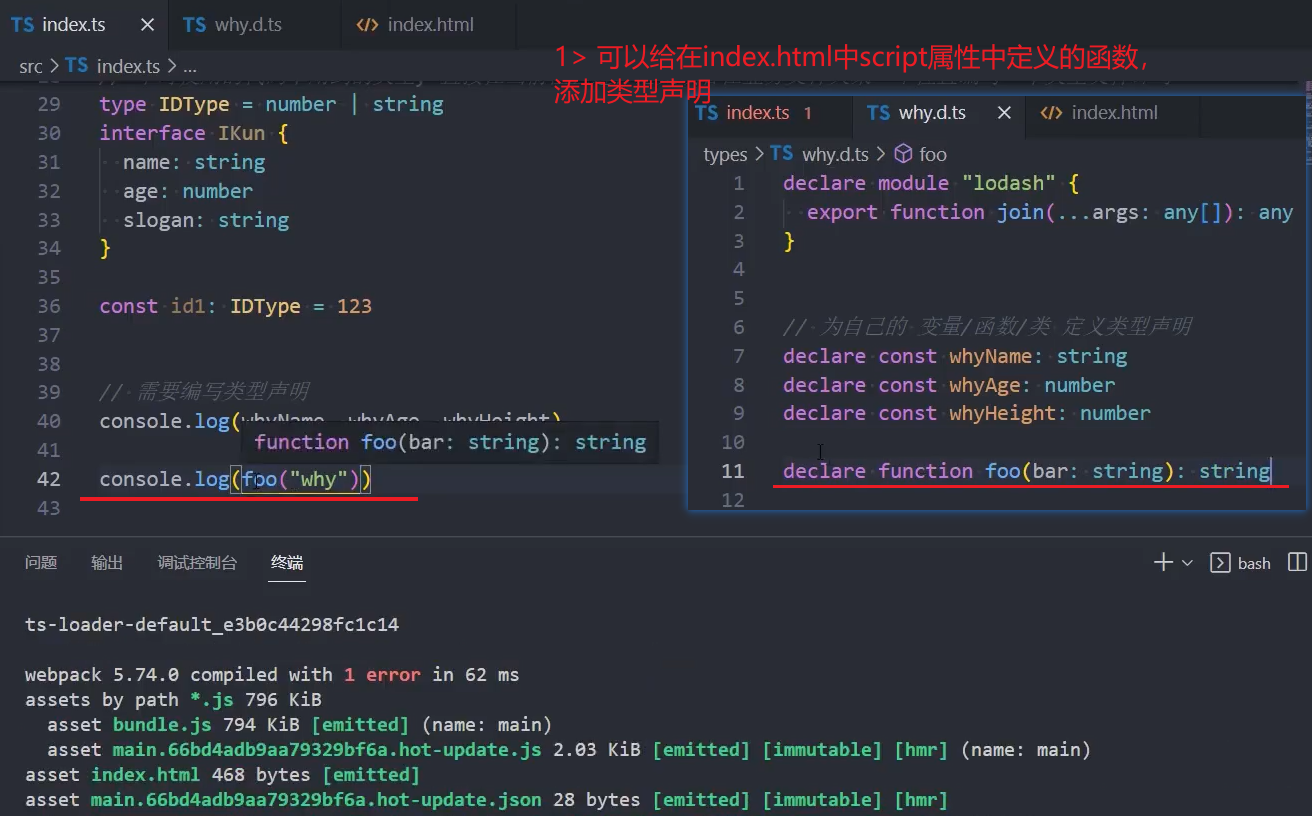 TS index.ts × TS why.d.ts <> index.html
src > TS index.ts > ...
1> 可以给在index.html中script属性中定义的函数，
添加类型声明
29 type IDType = number | string
30 interface IKun {
31 name: string
32 age: number
33 slogan: string
34 }
35
36 const id1: IDType = 123
37
38
39 // 需要编写类型声明
40 console.log(whyName, whyAge, whyHeight)
function foo(bar: string): string
41
42 console.log(foo("why"))
43
TS index.ts 1 TS why.d.ts × <> index.html
types > TS why.d.ts > foo
1 declare module "lodash" {
2 export function join(...args: any[]): any
3 }
4
5
6 // 为自己的 变量/函数/类 定义类型声明
7 declare const whyName: string
8 declare const whyAge: number
9 declare const whyHeight: number
10
11 declare function foo(bar: string): string
12
问题 输出 调试控制台 终端 bash
ts-loader-default_e3b0c44298fc1c14
webpack 5.74.0 compiled with 1 error in 62 ms
assets by path *.js 796 KiB
asset bundle.js 794 KiB [emitted] (name: main)
asset main.66bd4adb9aa79329bf6a.hot-update.js 2.03 KiB [emitted] [immutable] [hmr] (name: main)
asset index.html 468 bytes [emitted]
asset main.66bd4adb9aa79329bf6a.hot-update.json 28 bytes [emitted] [immutable] [hmr]